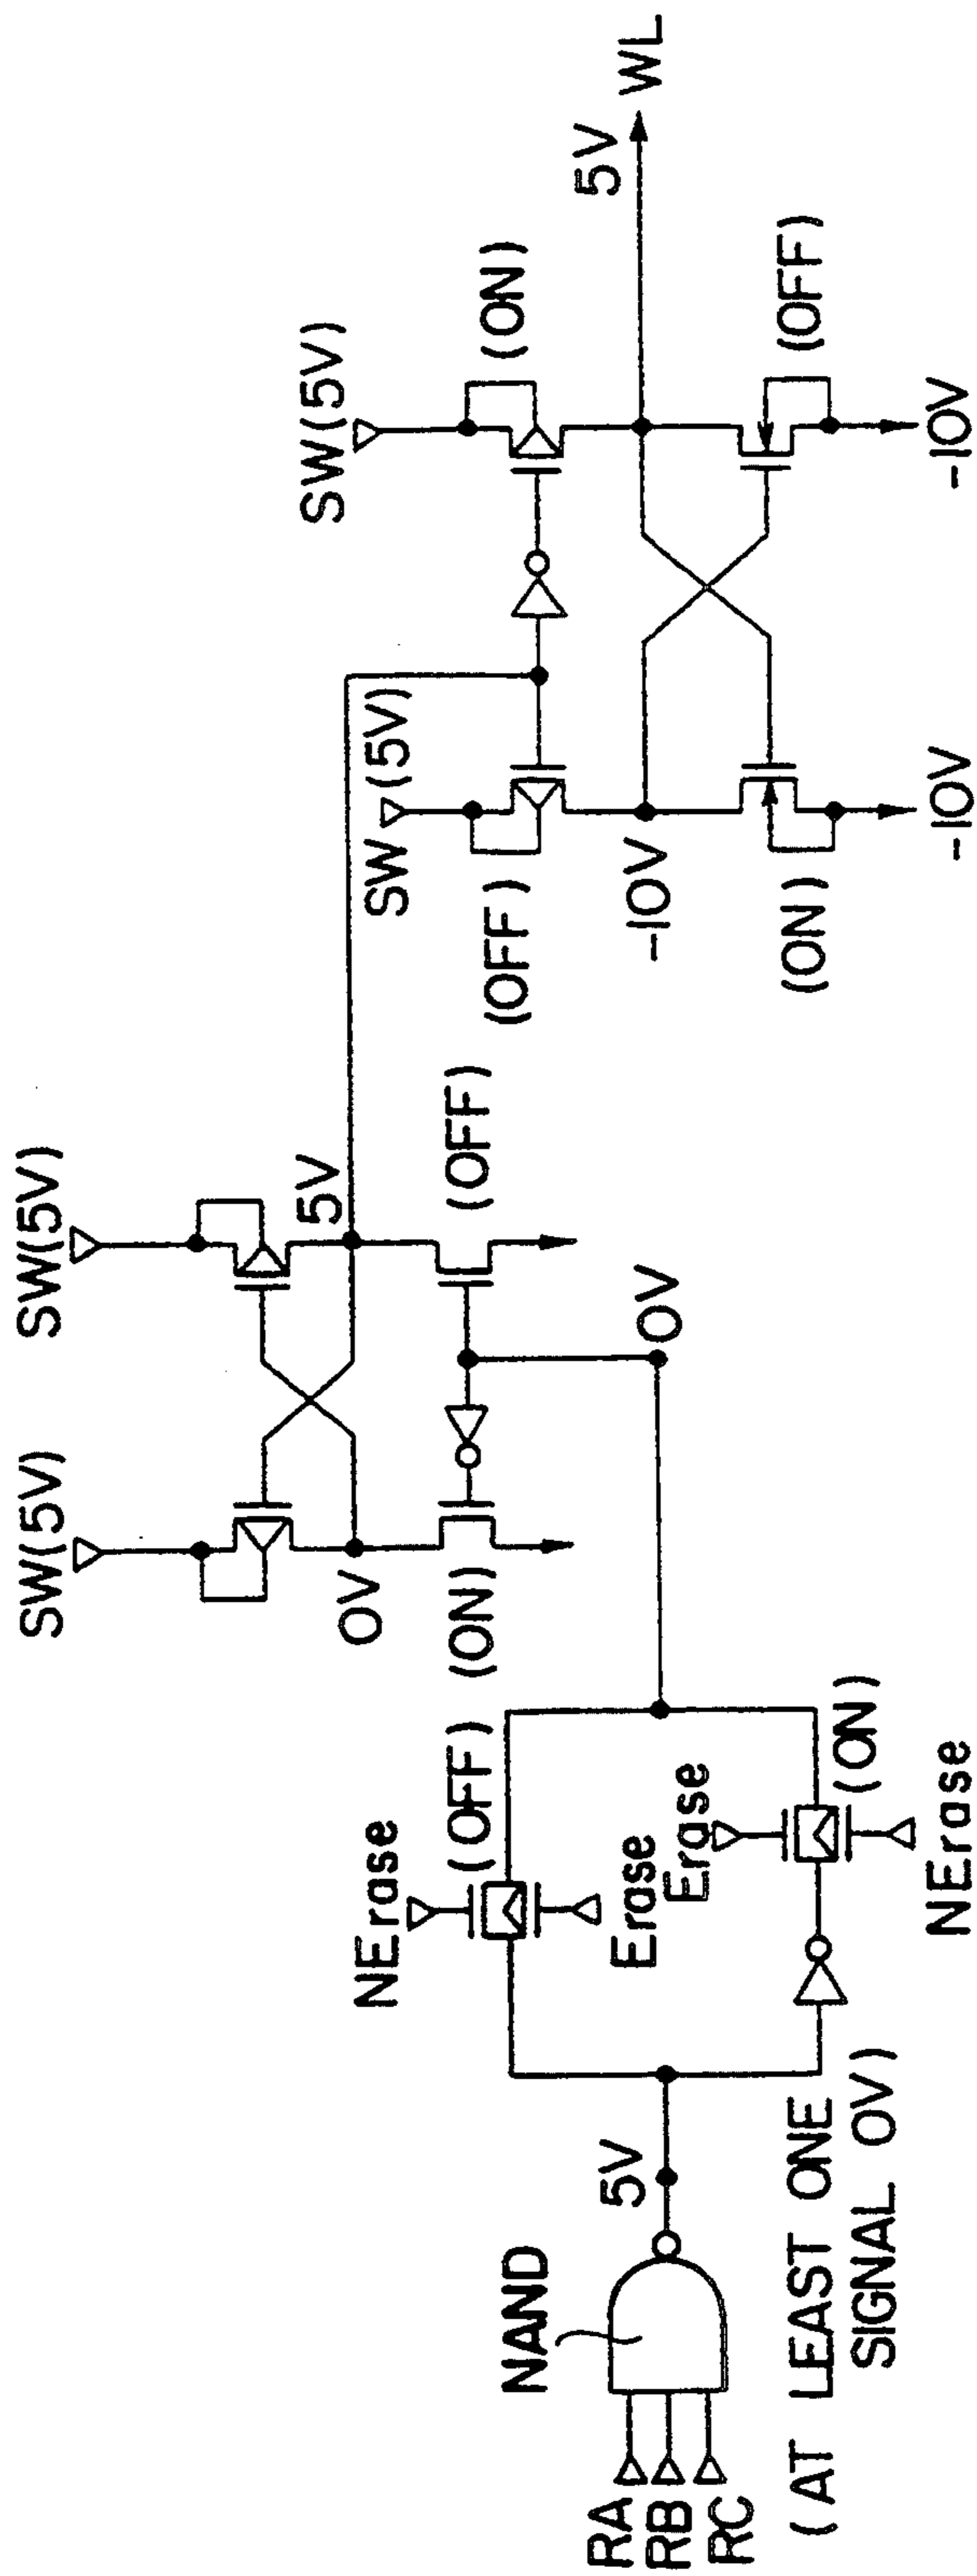 RA
RB
RC
NAND
5V
(AT LEAST ONE
SIGNAL 0V)
NErase
(OFF)
Erase
Erase
(ON)
NErase
0V
SW(5V)
SW(5V)
0V
5V
(ON)
(OFF)
SW (5V)
SW(5V)
(OFF)
(ON)
-10V
5V
WL
(ON)
(OFF)
-10V
-10V